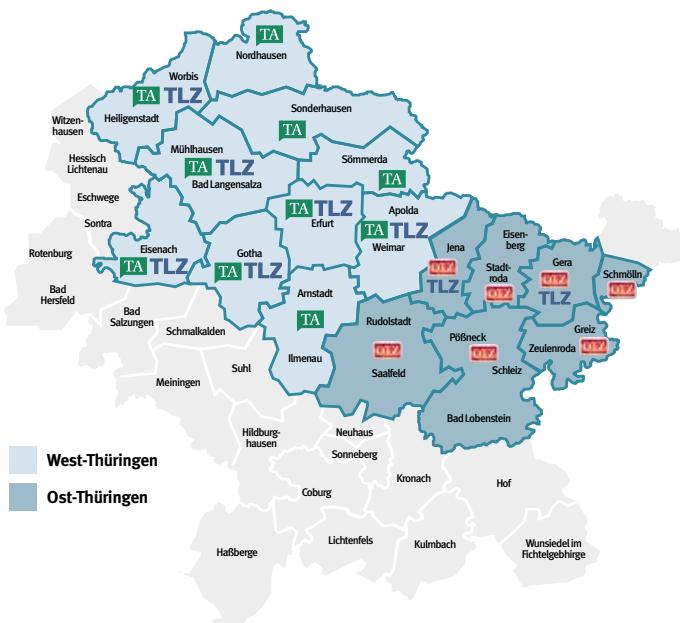 TA
Nordhausen
Worbis
TA TLZ
Heiligenstadt
Sonderhausen
TA
Witzen-
hausen
Mühlhausen
TA TLZ
Bad Langensalza
Sömmerda
TA
Hessisch
Lichtenau
Eschwege
Sontra
TA TLZ
Erfurt
Apolda
TA TLZ
Weimar
Eisenach
TA TLZ
Gotha
TA TLZ
Rotenburg
Bad
Hersfeld
Jena
OTZ
TLZ
Eisen-
berg
Stadt-
roda
OTZ
Gera
OTZ
TLZ
Schmölln
OTZ
Arnstadt
TA
Ilmenau
Bad
Salzungen
Schmalkalden
Rudolstadt
OTZ
Saalfeld
Pößneck
OTZ
Schleiz
Greiz
Zeulenroda
OTZ
Meiningen
Suhl
Bad Lobenstein
Hildburg-
hausen
Neuhaus
Sonneberg
West-Thüringen
Ost-Thüringen
Kronach
Coburg
Hof
Haßberge
Lichtenfels
Kulmbach
Wunsiedel im
Fichtelgebhirge